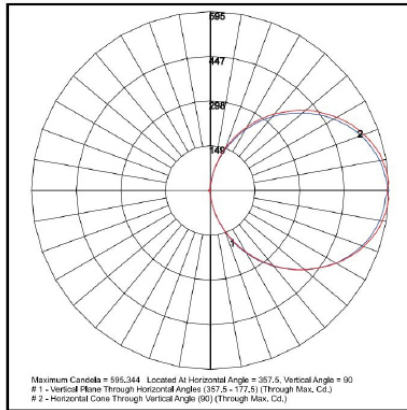 595
447
298
149
2
1
Maximum Candela = 595.344 Located At Horizontal Angle = 357.5, Vertical Angle = 90
# 1 - Vertical Plane Through Horizontal Angles (357.5 - 177.5) (Through Max. Cd.)
# 2 - Horizontal Cone Through Vertical Angle (90) (Through Max. Cd.)